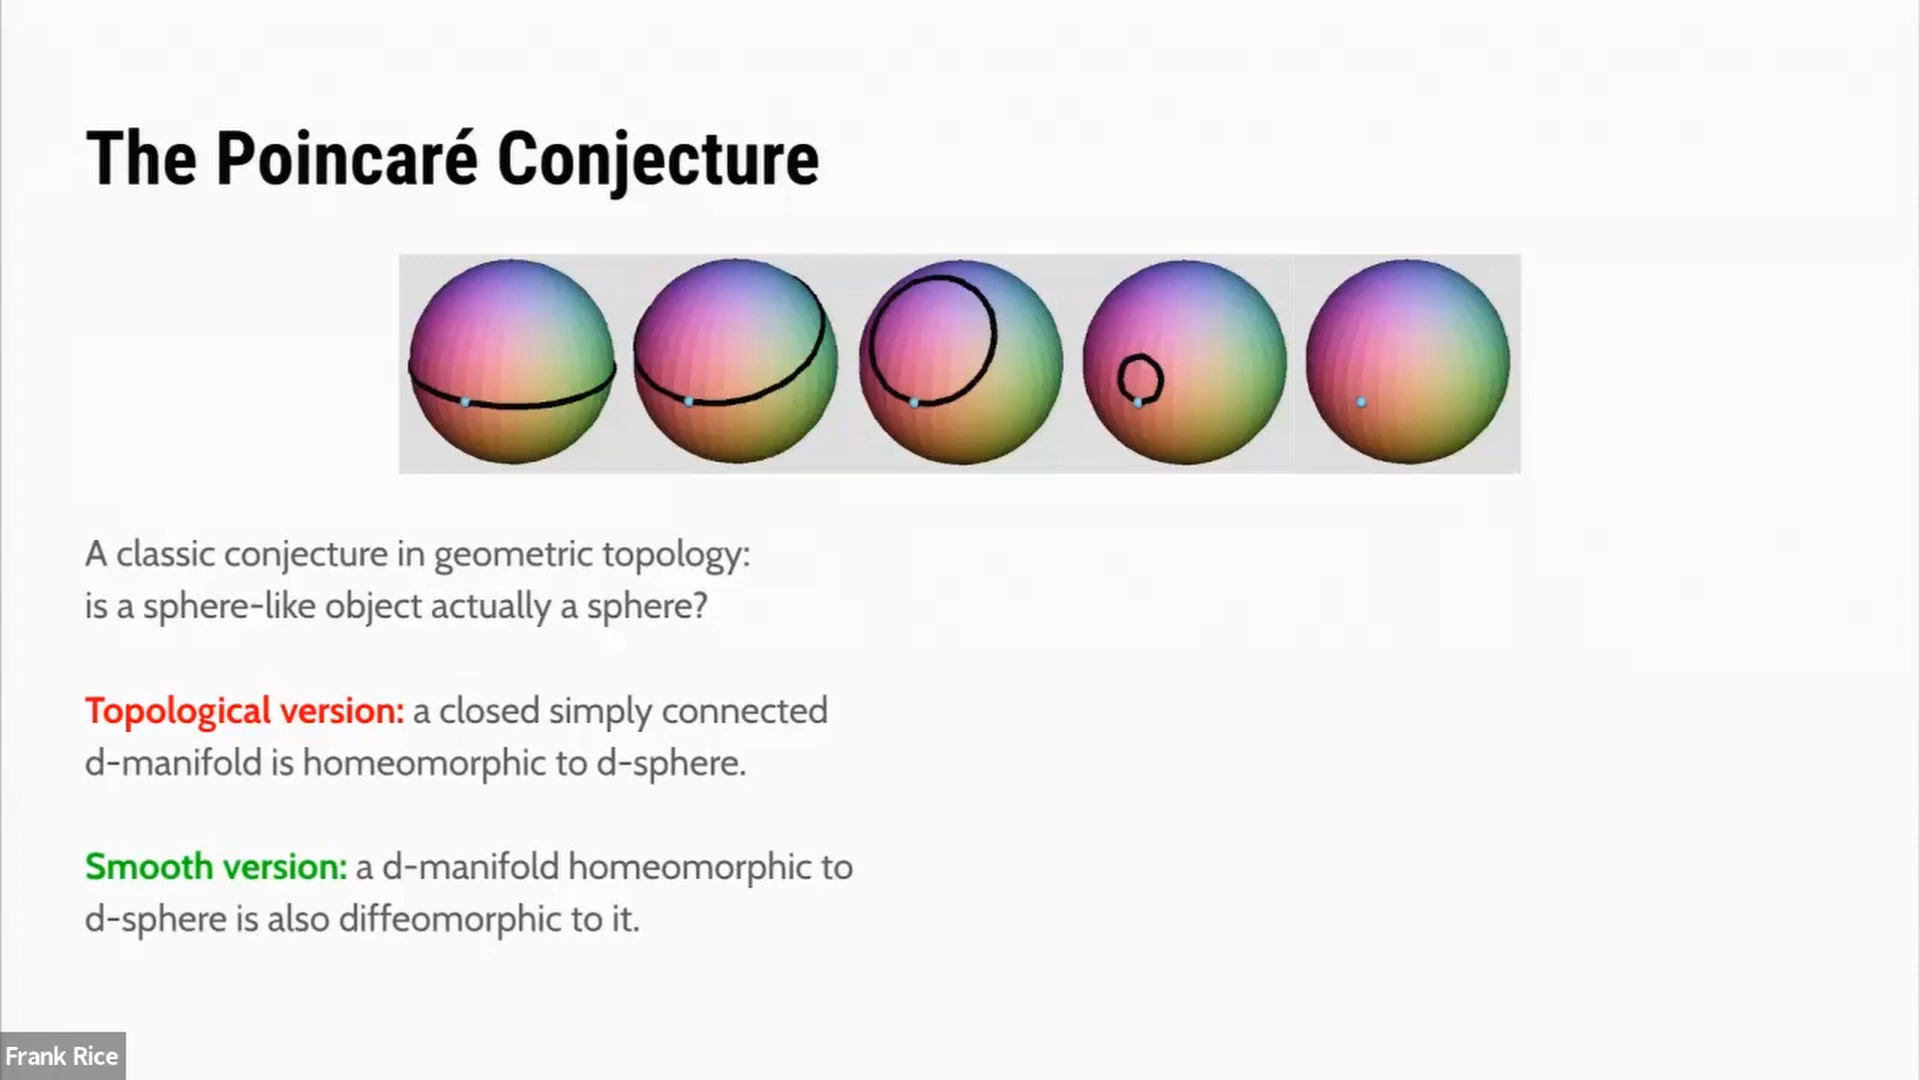 The Poincaré Conjecture
A classic conjecture in geometric topology:
is a sphere-like object actually a sphere?
Topological version: a closed simply connected
d-manifold is homeomorphic to d-sphere.
Smooth version: a d-manifold homeomorphic to
d-sphere is also diffeomorphic to it.
Frank Rice